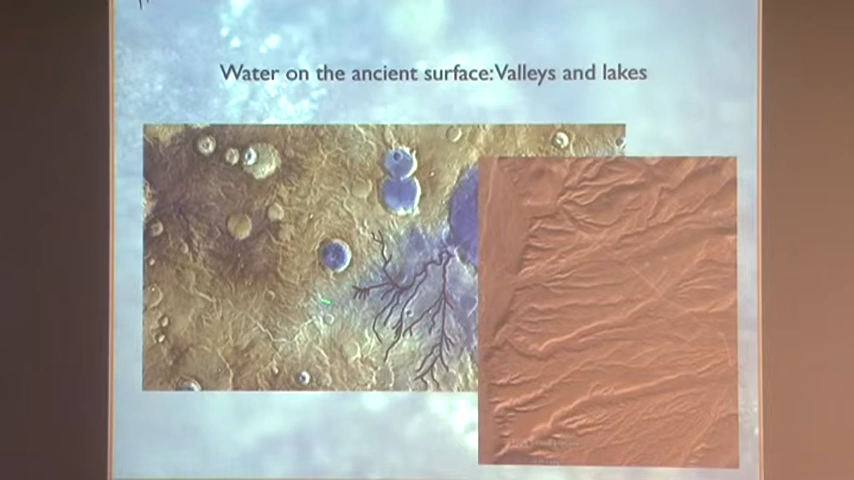 Water on the ancient surface: Valleys and lakes